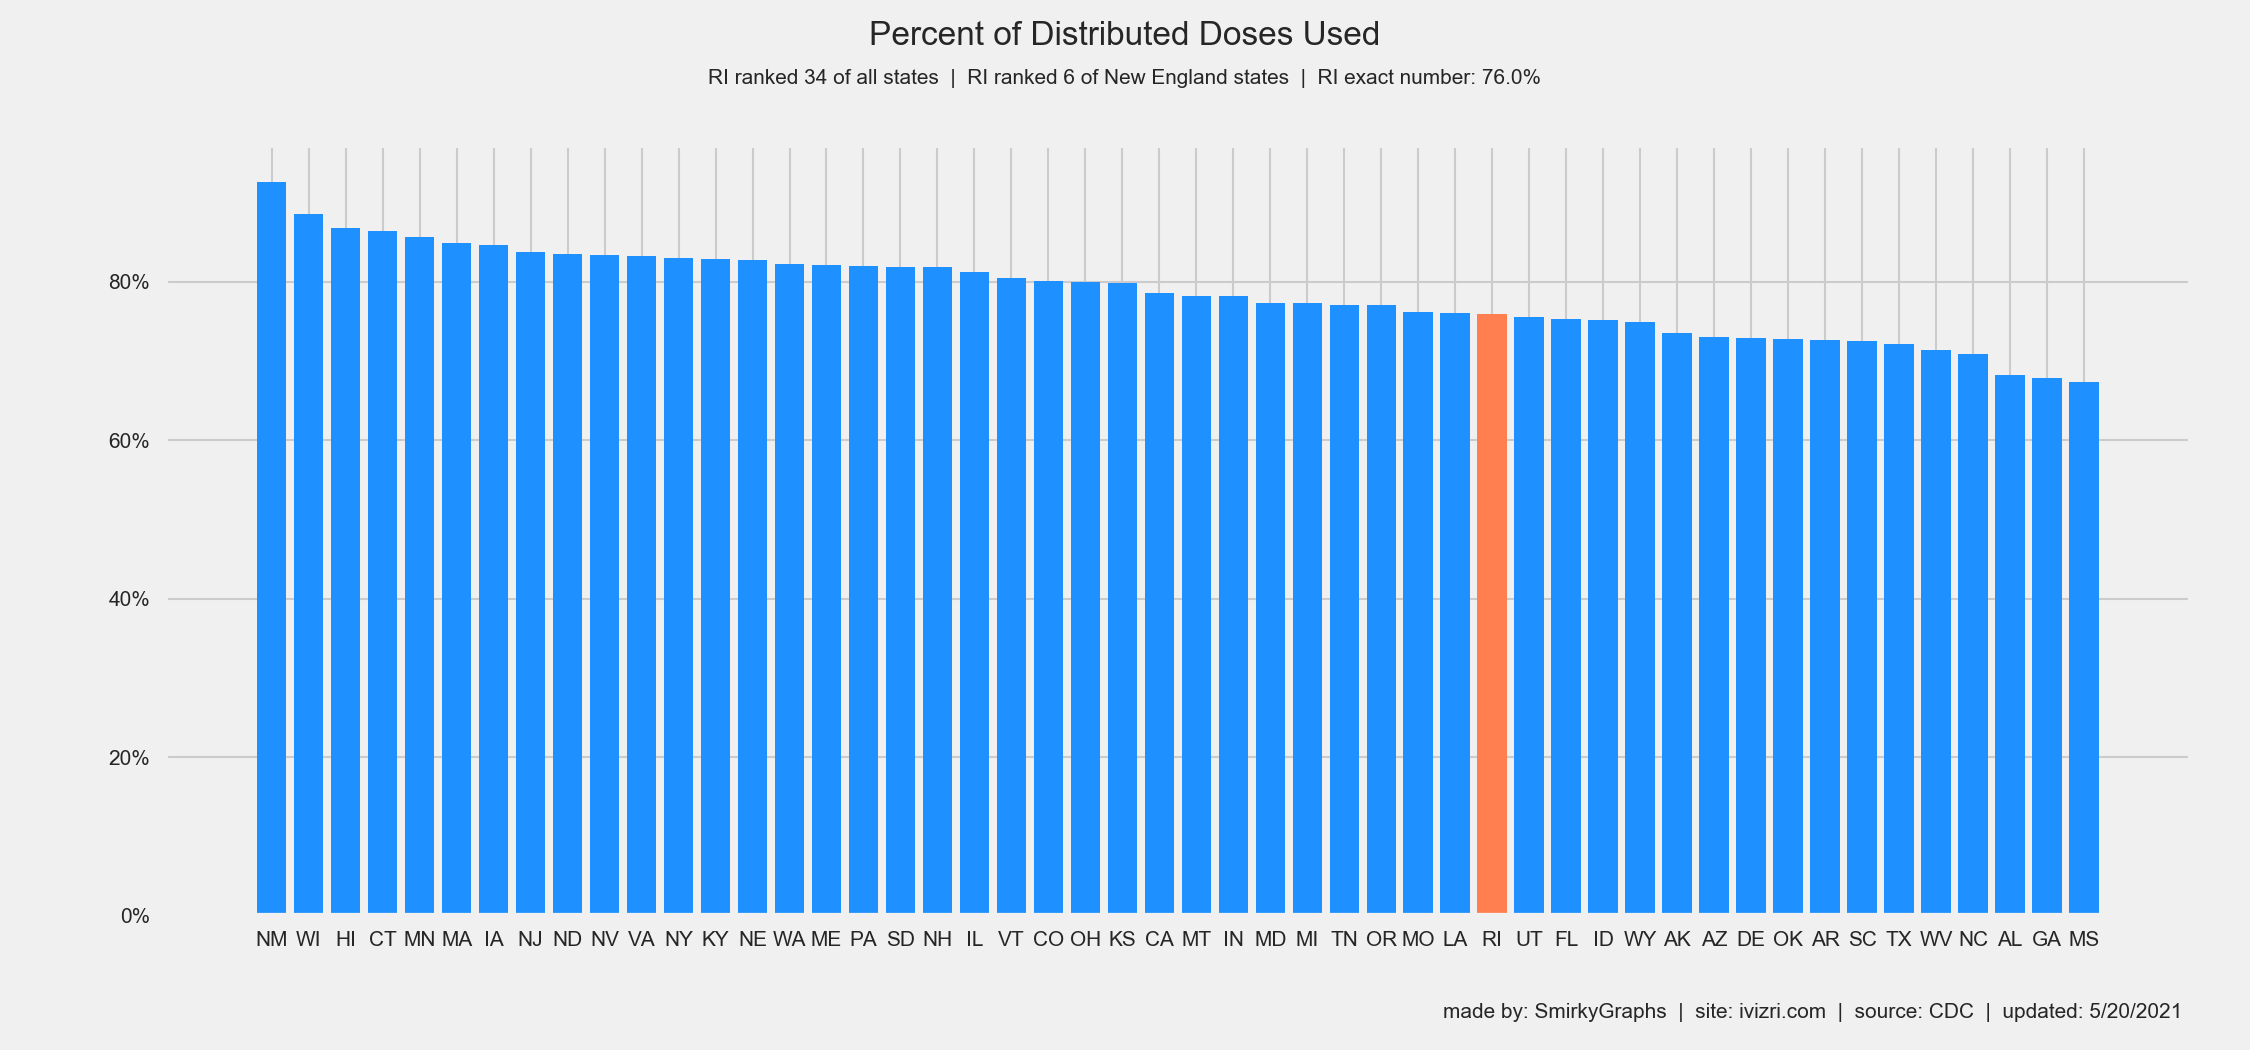 Percent of Distributed Doses Used
RI ranked 34 of all states | RI ranked 6 of New England states | RI exact number: 76.0%
80%
60%
40%
20%
0%
NM WI HI CT MN MA IA NJ ND NV VA NY KY NE WA ME PA SD NH IL VT CO OH KS CA MT IN MD MI TN OR MO LA RI UT FL ID WY AK AZ DE OK AR SC TX WV NC AL GA MS
made by: SmirkyGraphs | site: ivizri.com | source: CDC | updated: 5/20/2021